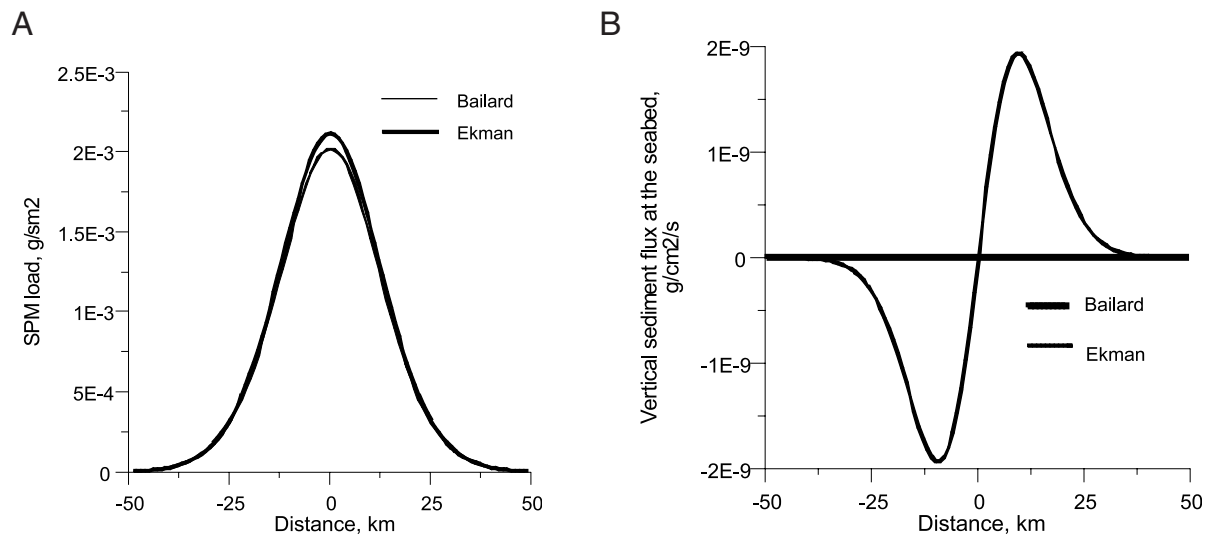 A
SPM load, g/sm2
2.5E-3
2E-3
1.5E-3
1E-3
5E-4
0
Bailard
Ekman
-50
-25
0
25
50
Distance, km
B
Vertical sediment flux at the seabed,
g/cm2/s
2E-9
1E-9
0
-1E-9
-2E-9
Bailard
Ekman
-50
-25
0
25
50
Distance, km